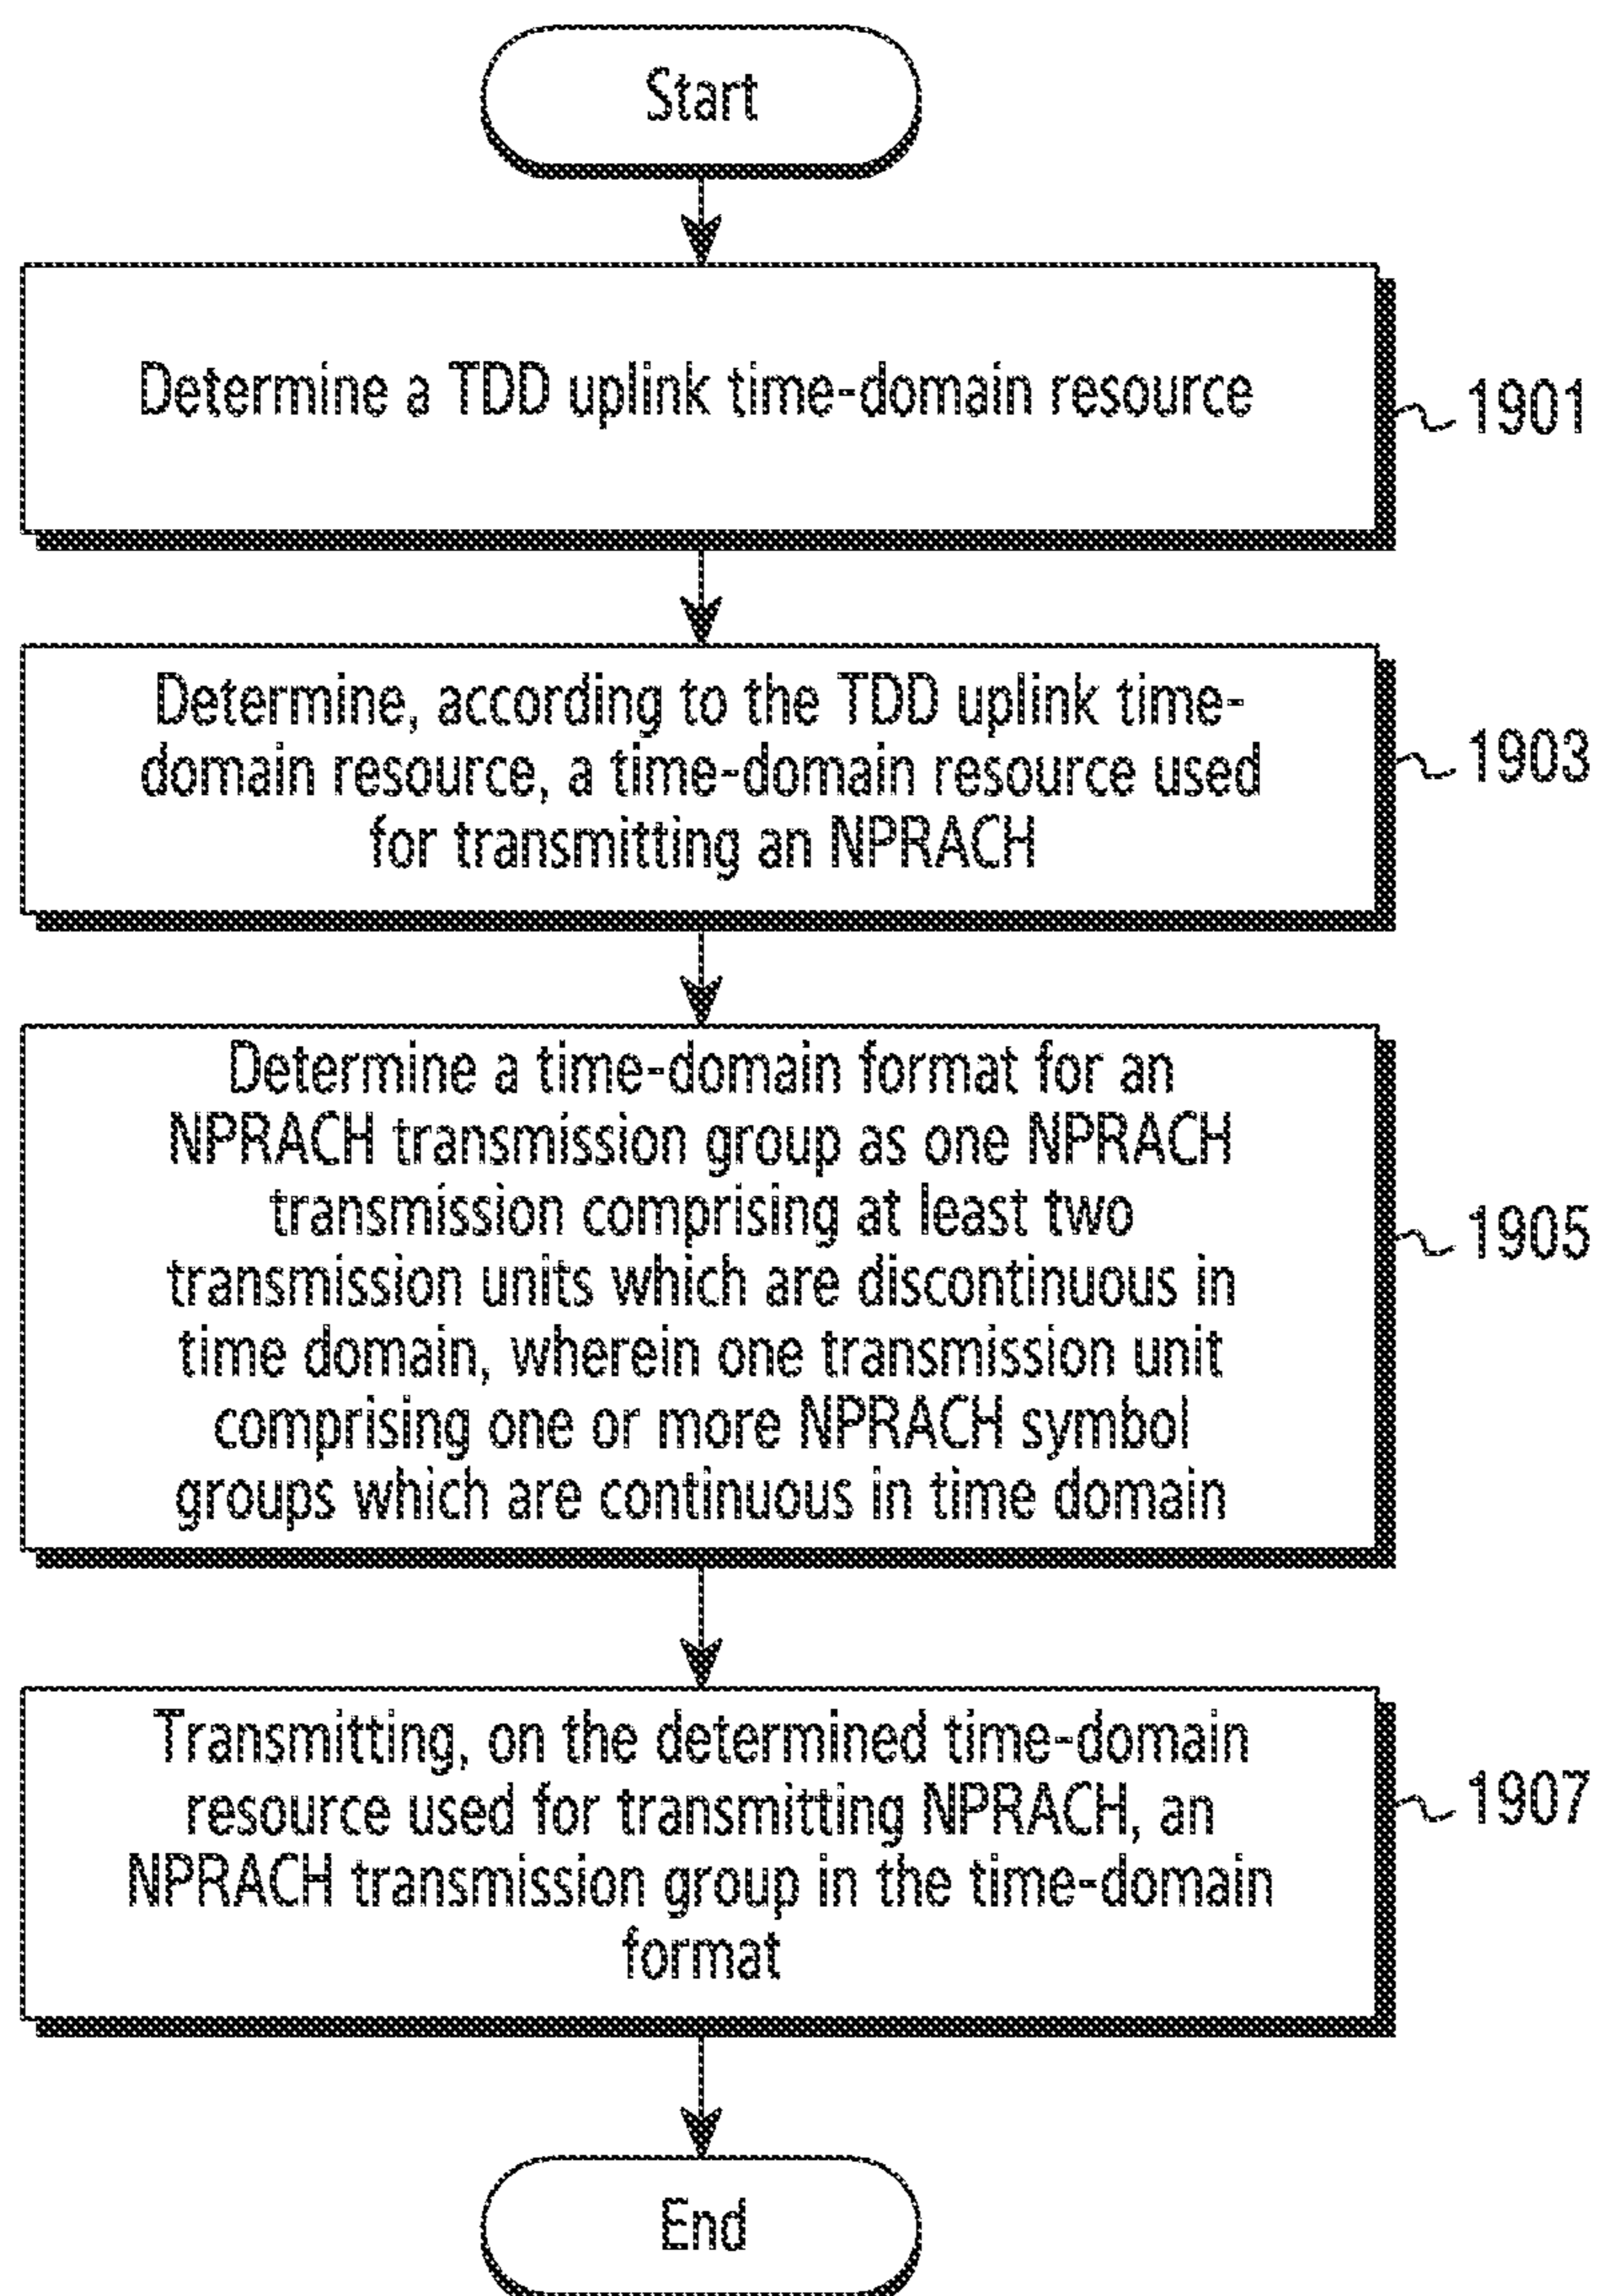 Start
Determine a TDD uplink time-domain resource
1901
Determine, according to the TDD uplink time-
domain resource, a time-domain resource used
for transmitting an NPRACH
1903
Determine a time-domain format for an
NPRACH transmission group as one NPRACH
transmission comprising at least two
transmission units which are discontinuous in
time domain, wherein one transmission unit
comprising one or more NPRACH symbol
groups which are continuous in time domain
1905
Transmitting, on the determined time-domain
resource used for transmitting NPRACH, an
NPRACH transmission group in the time-domain
format
1907
End